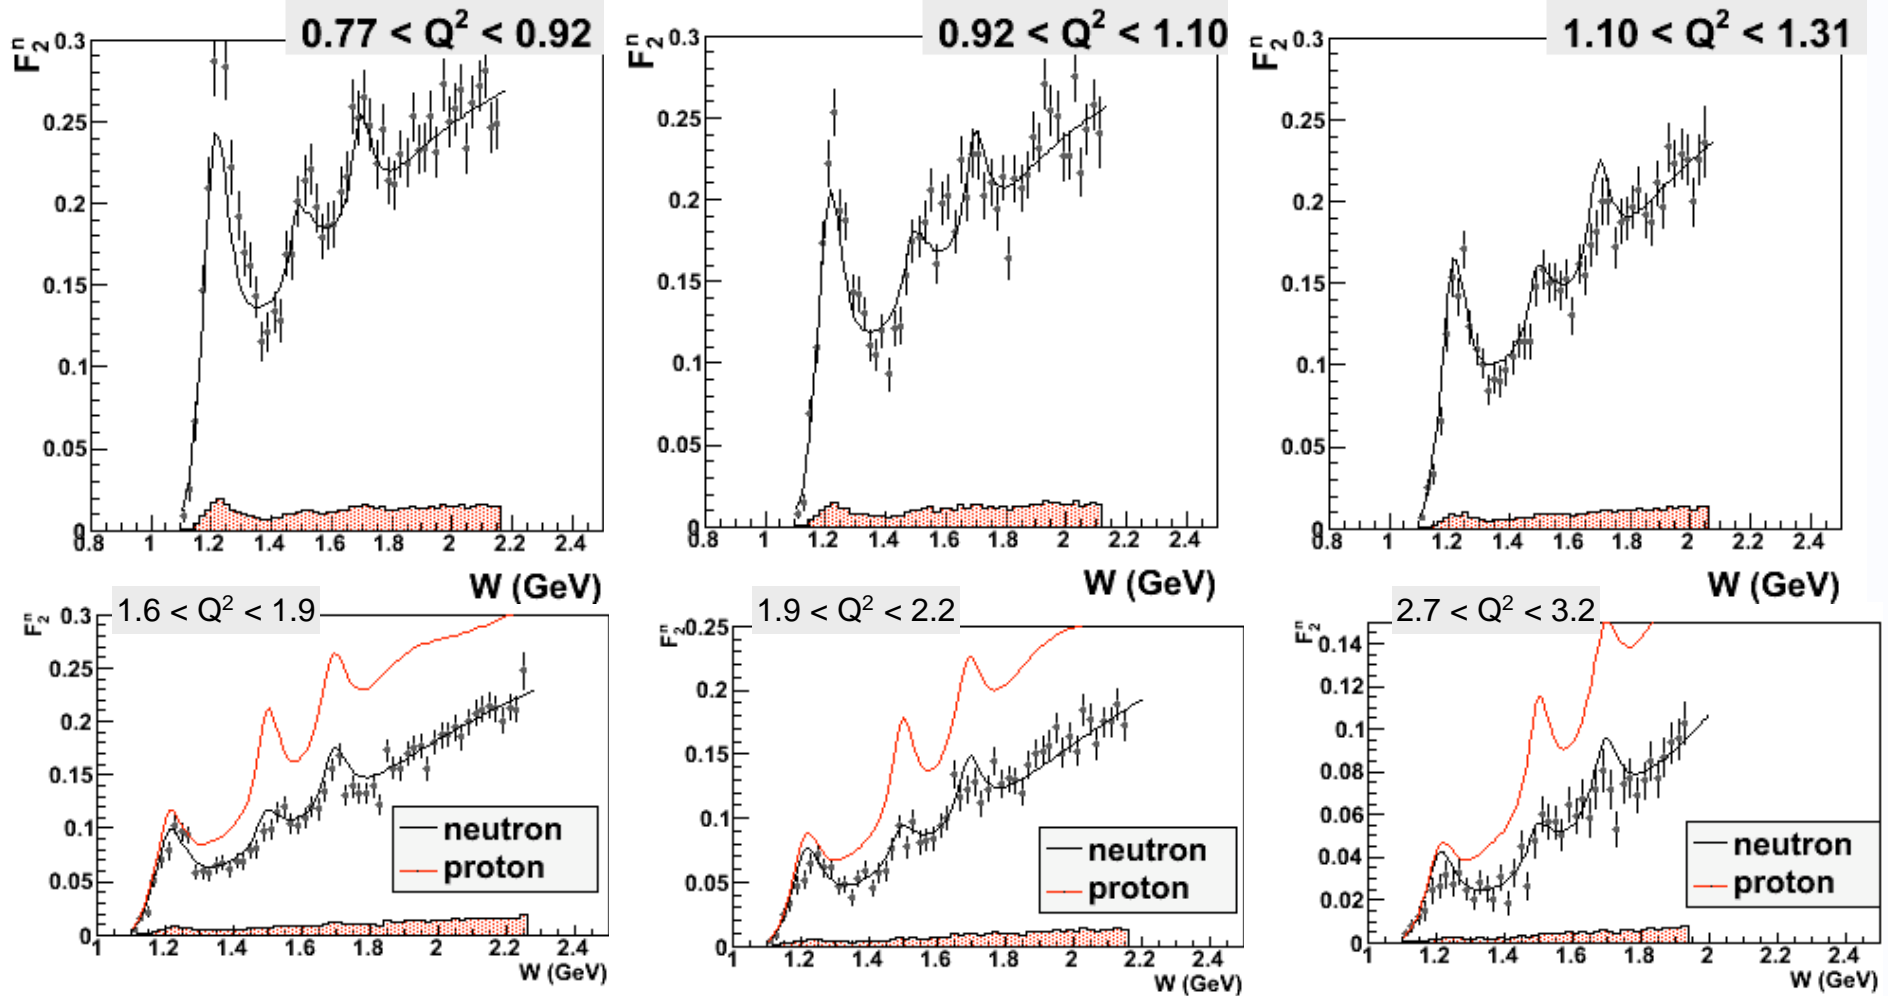 0.77 < Q² < 0.92
F₂ⁿ
0.3
0.25
0.2
0.15
0.1
0.05
0
0.8 1 1.2 1.4 1.6 1.8 2 2.2 2.4
W (GeV)
0.92 < Q² < 1.10
F₂ⁿ
0.3
0.25
0.2
0.15
0.1
0.05
0
0.8 1 1.2 1.4 1.6 1.8 2 2.2 2.4
W (GeV)
1.10 < Q² < 1.31
F₂ⁿ
0.3
0.25
0.2
0.15
0.1
0.05
0
0.8 1 1.2 1.4 1.6 1.8 2 2.2 2.4
W (GeV)
1.6 < Q² < 1.9
F₂ⁿ
0.3
0.25
0.2
0.15
0.1
0.05
0
neutron
proton
1 1.2 1.4 1.6 1.8 2 2.2 2.4
W (GeV)
1.9 < Q² < 2.2
F₂ⁿ
0.25
0.2
0.15
0.1
0.05
0
neutron
proton
1 1.2 1.4 1.6 1.8 2 2.2 2.4
W (GeV)
2.7 < Q² < 3.2
F₂ⁿ
0.14
0.12
0.1
0.08
0.06
0.04
0.02
0
neutron
proton
1 1.2 1.4 1.6 1.8 2 2.2 2.4
W (GeV)